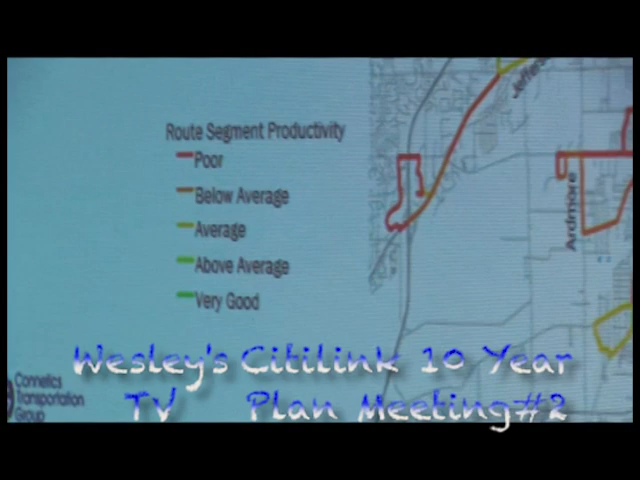 Jeffers
Route Segment Productivity
Poor
Below Average
Average
Above Average
Very Good
Ardmore
Connetics
Transportation
Group
Wesley's Citilink 10 Year
TV Plan Meeting#2